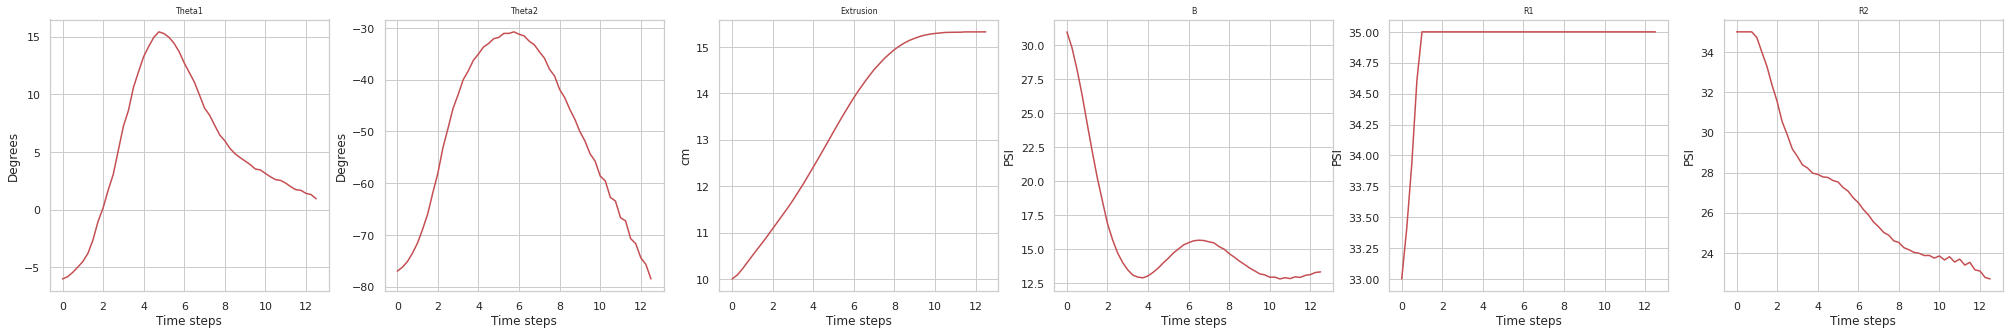 Theta1
15
10
5
0
−5
Degrees
0 2 4 6 8 10 12
Time steps
Theta2
−30
−40
−50
−60
−70
−80
Degrees
0 2 4 6 8 10 12
Time steps
Extrusion
15
14
13
12
11
10
cm
0 2 4 6 8 10 12
Time steps
B
30.0
27.5
25.0
22.5
20.0
17.5
15.0
12.5
PSI
0 2 4 6 8 10 12
Time steps
R1
35.00
34.75
34.50
34.25
34.00
33.75
33.50
33.25
33.00
PSI
0 2 4 6 8 10 12
Time steps
R2
34
32
30
28
26
24
PSI
0 2 4 6 8 10 12
Time steps